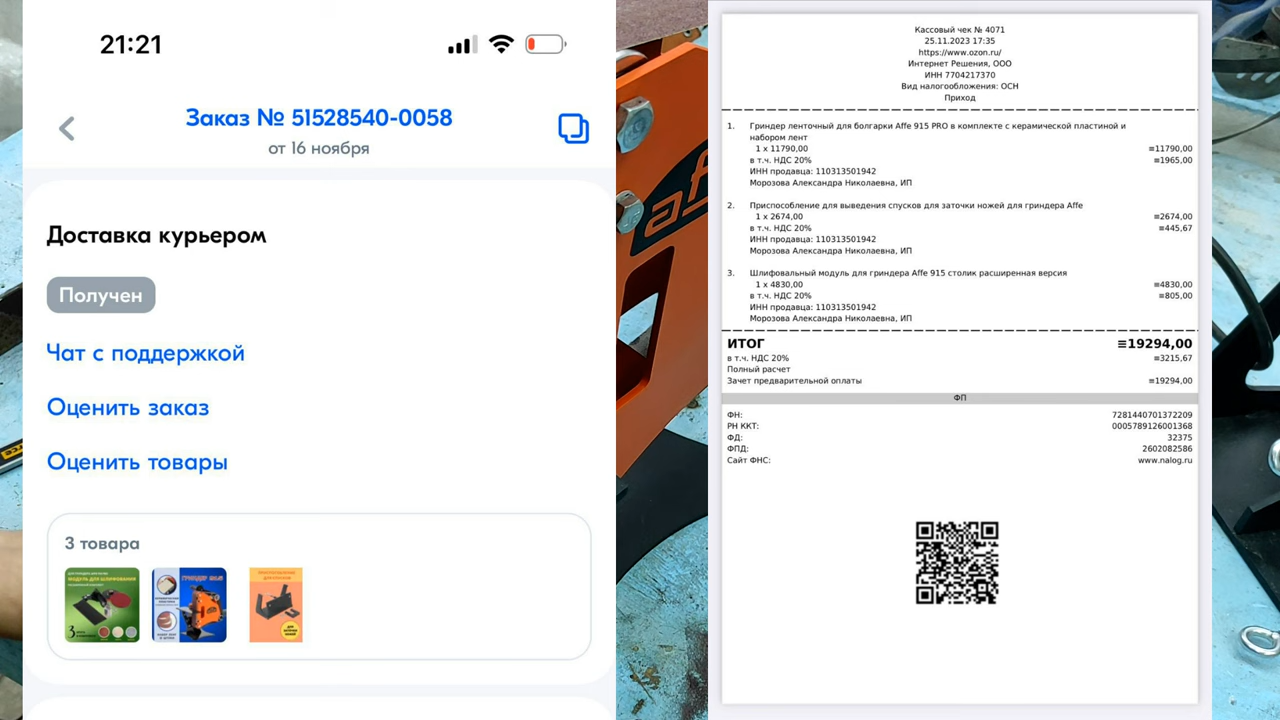 21:21
Заказ № 51528540-0058
от 16 ноября
Доставка курьером
Получен
Чат с поддержкой
Оценить заказ
Оценить товары
3 товара
Кассовый чек № 4071
25.11.2023 17:35
https://www.ozon.ru/
Интернет Решения, ООО
ИНН 7704217370
Вид налогообложения: ОСН
Приход
1. Гриндер ленточный для болгарки Affe 915 PRO в комплекте с керамической пластиной и
набором лент
1 x 11790,00 ≡11790,00
в т.ч. НДС 20% ≡1965,00
ИНН продавца: 110313501942
Морозова Александра Николаевна, ИП
2. Приспособление для выведения спусков для заточки ножей для гриндера Affe
1 x 2674,00 ≡2674,00
в т.ч. НДС 20% ≡445,67
ИНН продавца: 110313501942
Морозова Александра Николаевна, ИП
3. Шлифовальный модуль для гриндера Affe 915 столик расширенная версия
1 x 4830,00 ≡4830,00
в т.ч. НДС 20% ≡805,00
ИНН продавца: 110313501942
Морозова Александра Николаевна, ИП
ИТОГ ≡19294,00
в т.ч. НДС 20% ≡3215,67
Полный расчет
Зачет предварительной оплаты ≡19294,00
ФП
ФН: 7281440701372209
РН ККТ: 0005789126001368
ФД: 32375
ФПД: 2602082586
Сайт ФНС: www.nalog.ru